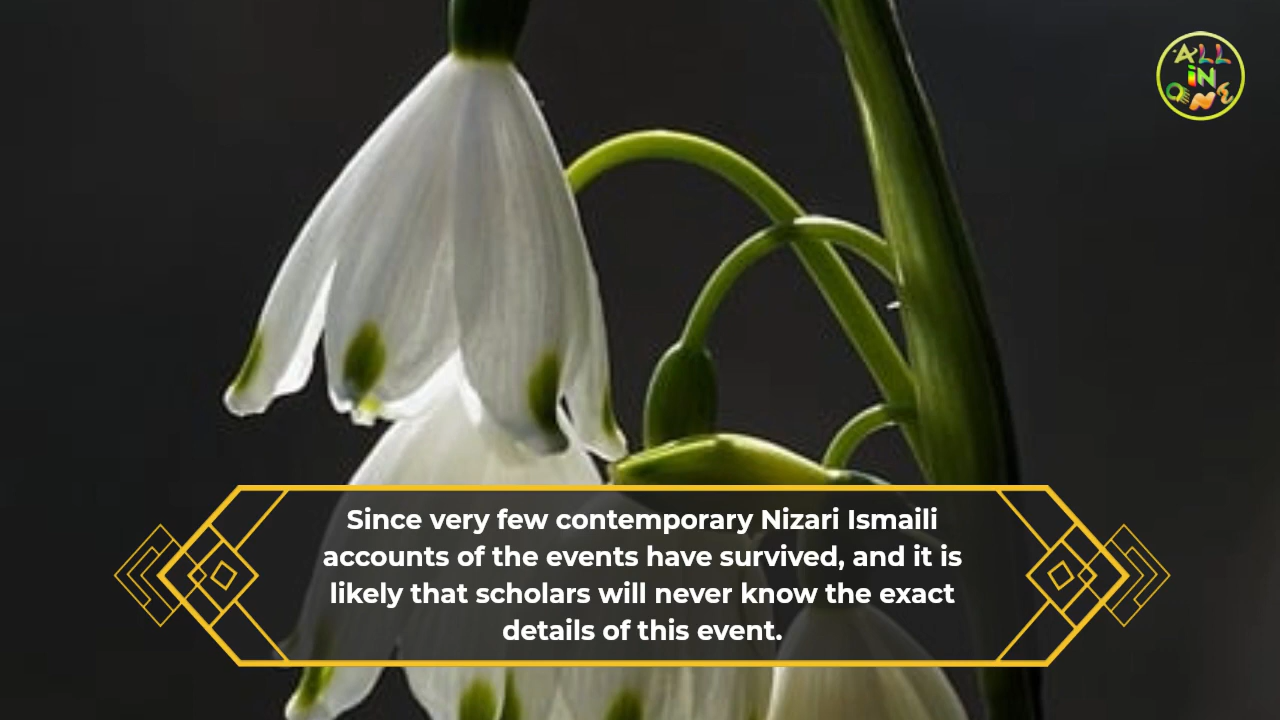 ALL
iN
ONE
Since very few contemporary Nizari Ismaili
accounts of the events have survived, and it is
likely that scholars will never know the exact
details of this event.